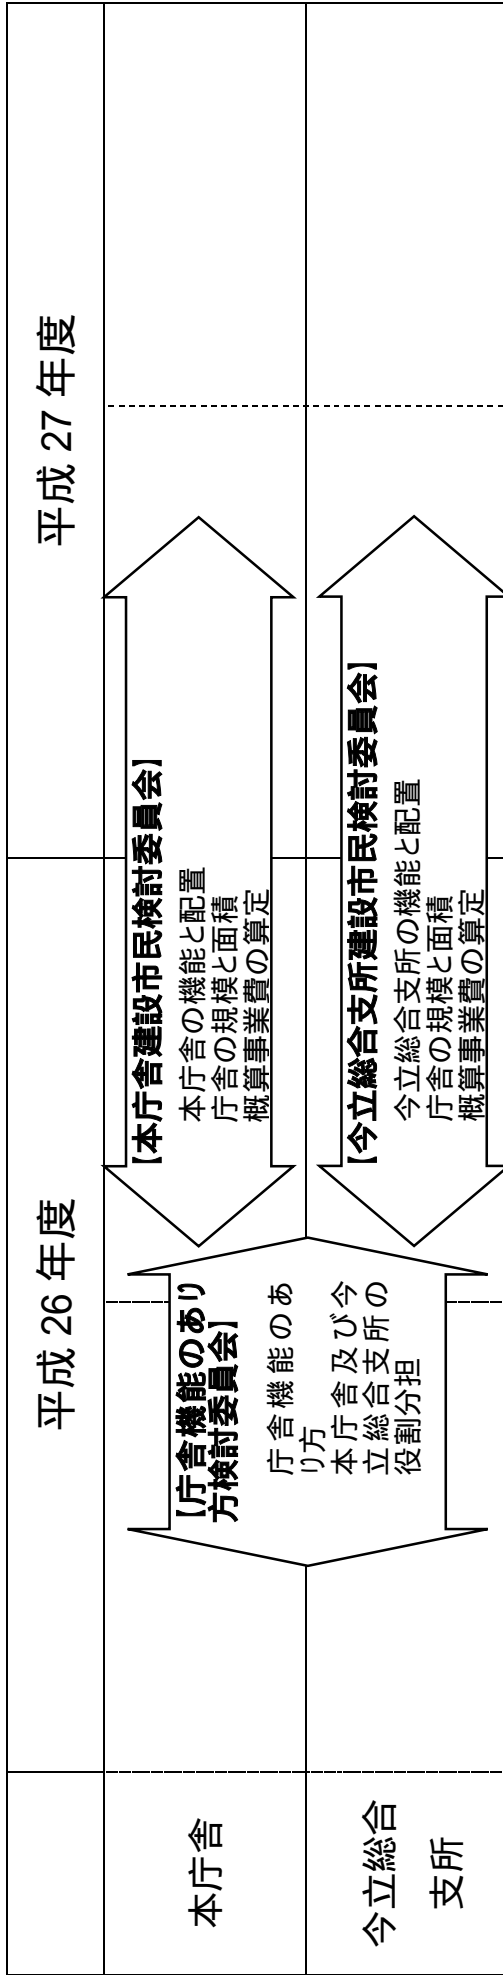 平成 26 年度
平成 27 年度
本庁舎
今立総合
支所
【庁舎機能のあり
方検討委員会】
庁舎機能のあ
り方
本庁舎及び今
立総合支所の
役割分担
【本庁舎建設市民検討委員会】
本庁舎の機能と配置
庁舎の規模と面積
概算事業費の算定
【今立総合支所建設市民検討委員会】
今立総合支所の機能と配置
庁舎の規模と面積
概算事業費の算定